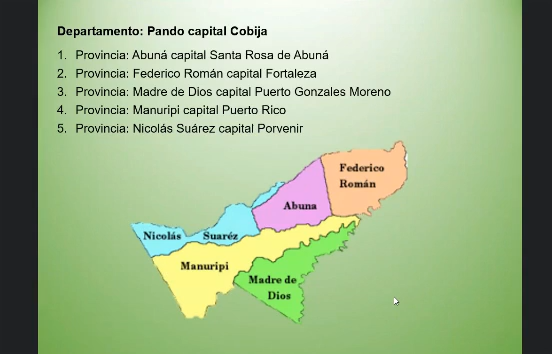 Departamento: Pando capital Cobija
1. Provincia: Abuná capital Santa Rosa de Abuná
2. Provincia: Federico Román capital Fortaleza
3. Provincia: Madre de Dios capital Puerto Gonzales Moreno
4. Provincia: Manuripi capital Puerto Rico
5. Provincia: Nicolás Suárez capital Porvenir
Federico
Román
Abuna
Nicolás Suaréz
Manuripi
Madre de
Dios